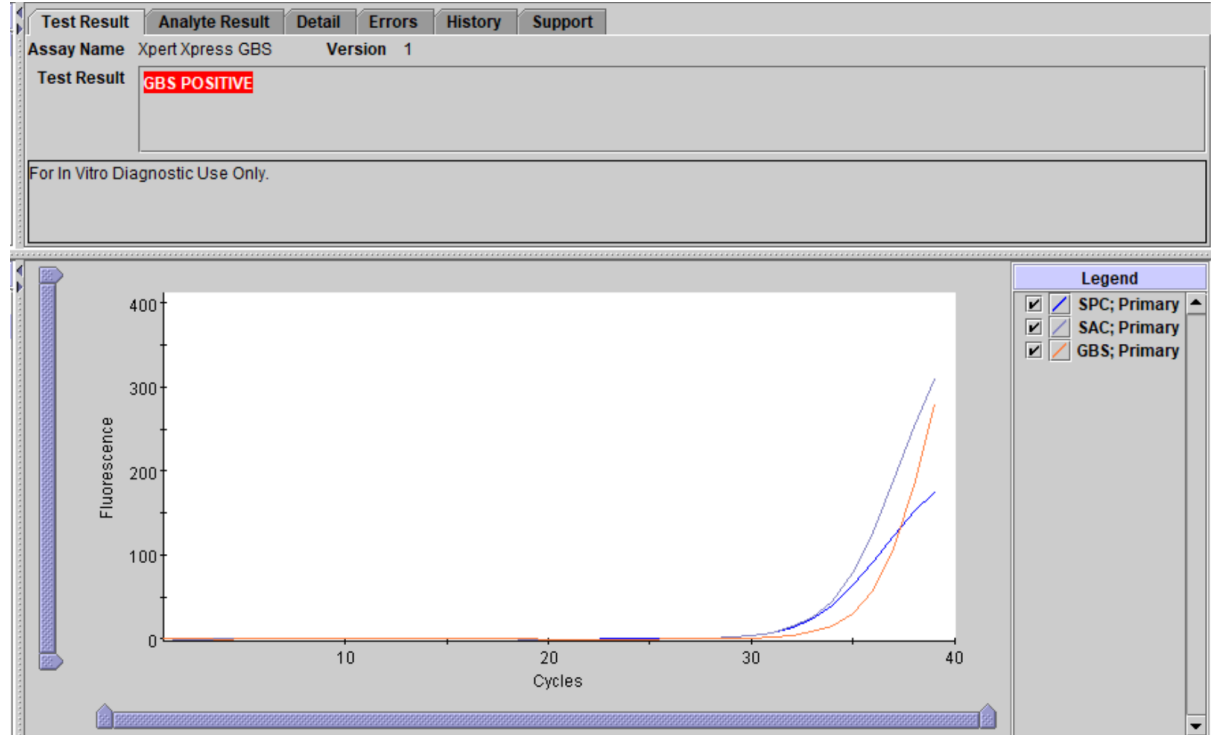 Test Result Analyte Result Detail Errors History Support
Assay Name Xpert Xpress GBS Version 1
Test Result GBS POSITIVE
For In Vitro Diagnostic Use Only.
Legend
SPC; Primary
SAC; Primary
GBS; Primary
400
300
200
100
0
Fluorescence
10 20 30 40
Cycles